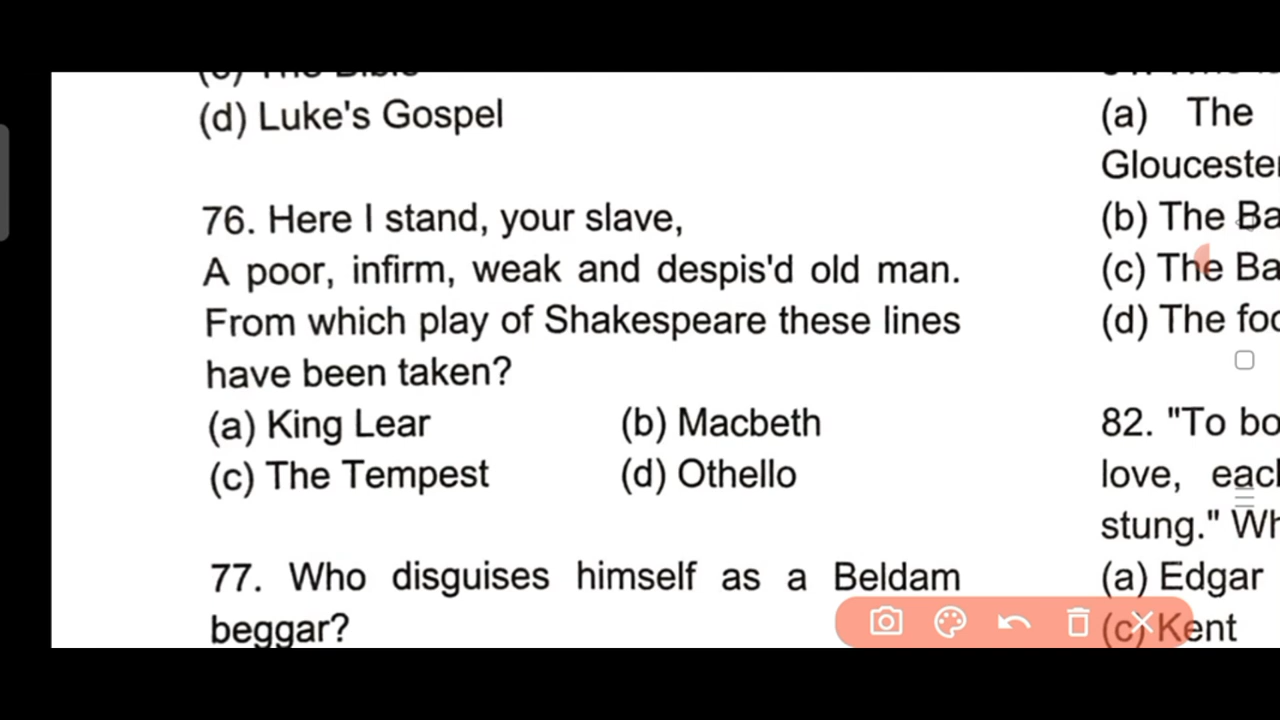 (d) Luke's Gospel
76. Here I stand, your slave,
A poor, infirm, weak and despis'd old man.
From which play of Shakespeare these lines
have been taken?
(a) King Lear (b) Macbeth
(c) The Tempest (d) Othello
77. Who disguises himself as a Beldam
beggar?
(a) The
(b) The
(c) The
(d) The
82. "To
love,
stung."
(a) Edgar
(c) Kent